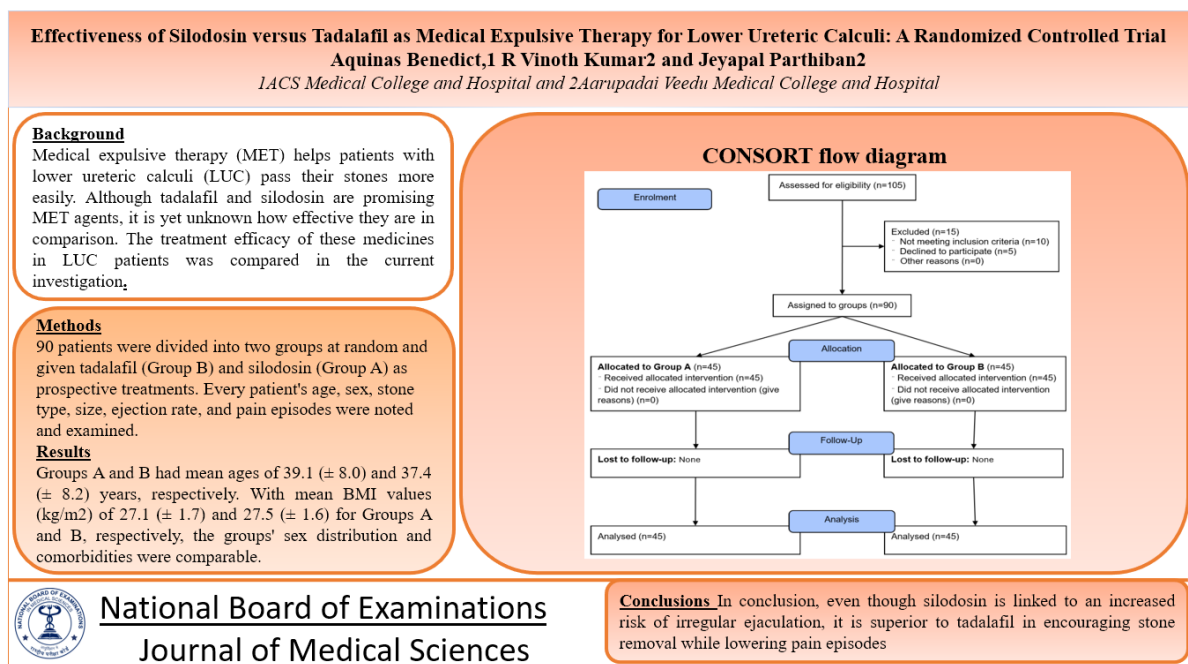 Effectiveness of Silodosin versus Tadalafil as Medical Expulsive Therapy for Lower Ureteric Calculi: A Randomized Controlled Trial
Aquinas Benedict,1 R Vinoth Kumar2 and Jeyapal Parthiban2
1ACS Medical College and Hospital and 2Aarupadai Veedu Medical College and Hospital
Background
Medical expulsive therapy (MET) helps patients with
lower ureteric calculi (LUC) pass their stones more
easily. Although tadalafil and silodosin are promising
MET agents, it is yet unknown how effective they are in
comparison. The treatment efficacy of these medicines
in LUC patients was compared in the current
investigation.
Methods
90 patients were divided into two groups at random and
given tadalafil (Group B) and silodosin (Group A) as
prospective treatments. Every patient's age, sex, stone
type, size, ejection rate, and pain episodes were noted
and examined.
Results
Groups A and B had mean ages of 39.1 (± 8.0) and 37.4
(± 8.2) years, respectively. With mean BMI values
(kg/m2) of 27.1 (± 1.7) and 27.5 (± 1.6) for Groups A
and B, respectively, the groups' sex distribution and
comorbidities were comparable.
CONSORT flow diagram
Enrolment
Assessed for eligibility (n=105)
Excluded (n=15)
· Not meeting inclusion criteria (n=10)
· Declined to participate (n=5)
· Other reasons (n=0)
Assigned to groups (n=90)
Allocation
Allocated to Group A (n=45)
· Received allocated intervention (n=45)
· Did not receive allocated intervention (give
reasons) (n=0)
Allocated to Group B (n=45)
· Received allocated intervention (n=45)
· Did not receive allocated intervention
(give reasons) (n=0)
Follow-Up
Lost to follow-up: None
Lost to follow-up: None
Analysis
Analysed (n=45)
Analysed (n=45)
National Board of Examinations
Journal of Medical Sciences
Conclusions In conclusion, even though silodosin is linked to an increased
risk of irregular ejaculation, it is superior to tadalafil in encouraging stone
removal while lowering pain episodes